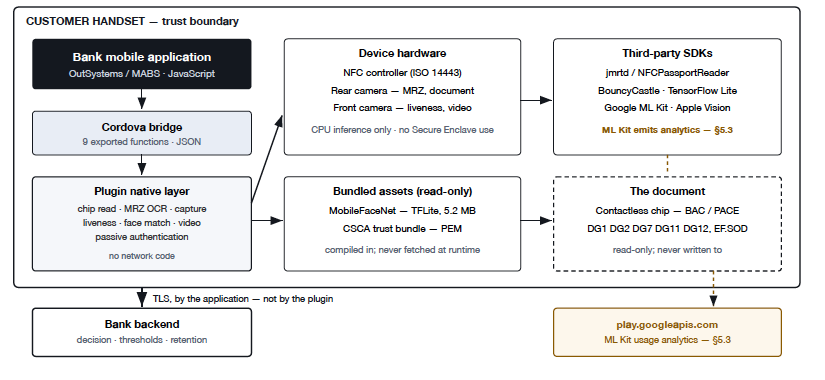 CUSTOMER HANDSET — trust boundary
Bank mobile application
OutSystems / MABS · JavaScript
Cordova bridge
9 exported functions · JSON
Plugin native layer
chip read · MRZ OCR · capture
liveness · face match · video
passive authentication
no network code
Device hardware
NFC controller (ISO 14443)
Rear camera — MRZ, document
Front camera — liveness, video
CPU inference only · no Secure Enclave use
Bundled assets (read-only)
MobileFaceNet — TFLite, 5.2 MB
CSCA trust bundle — PEM
compiled in; never fetched at runtime
Third-party SDKs
jmrtd / NFCPassportReader
BouncyCastle · TensorFlow Lite
Google ML Kit · Apple Vision
ML Kit emits analytics — §5.3
The document
Contactless chip — BAC / PACE
DG1 DG2 DG7 DG11 DG12, EF.SOD
read-only; never written to
TLS, by the application — not by the plugin
Bank backend
decision · thresholds · retention
play.googleapis.com
ML Kit usage analytics — §5.3